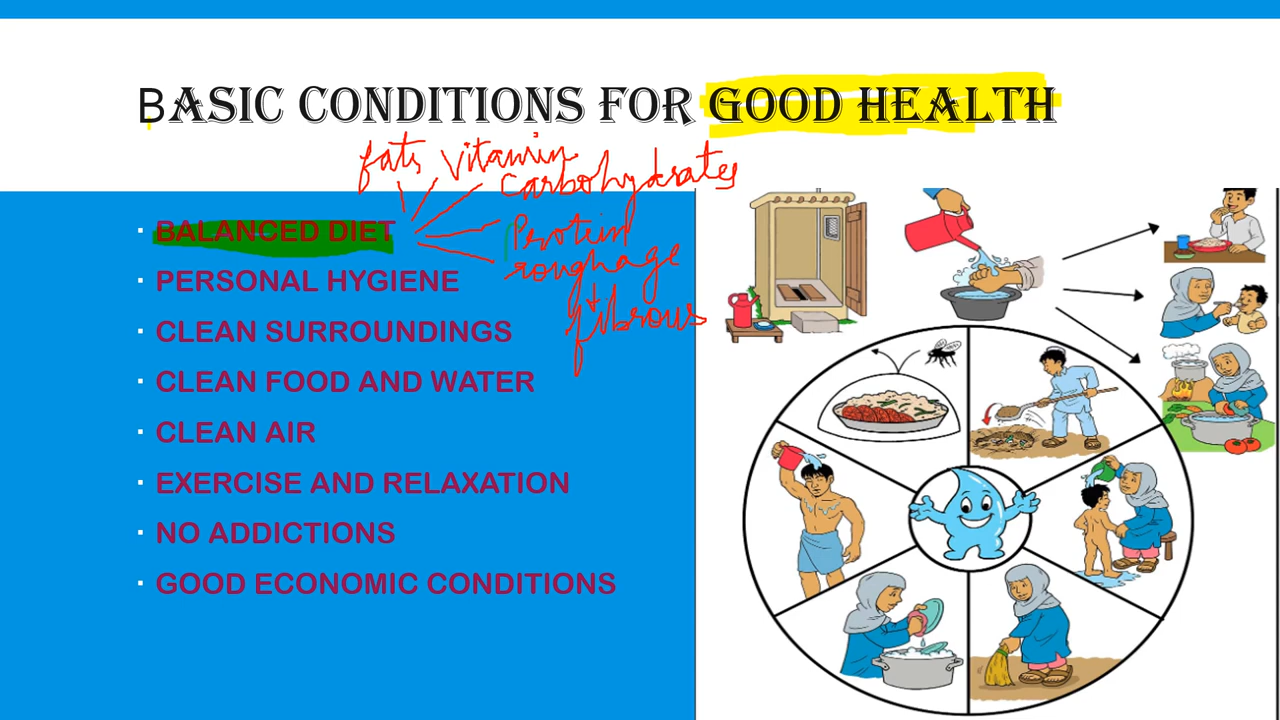 BASIC CONDITIONS FOR GOOD HEALTH
fats vitamin
carbohydrates
Protein
roughage
fibrous
BALANCED DIET
PERSONAL HYGIENE
CLEAN SURROUNDINGS
CLEAN FOOD AND WATER
CLEAN AIR
EXERCISE AND RELAXATION
NO ADDICTIONS
GOOD ECONOMIC CONDITIONS